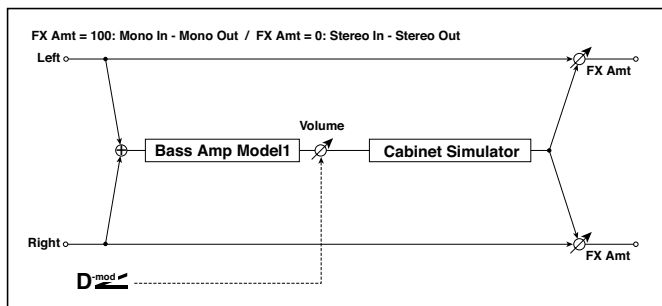 FX Amt = 100: Mono In - Mono Out / FX Amt = 0: Stereo In - Stereo Out
Left
FX Amt
Volume
Bass Amp Model1
Cabinet Simulator
Right
FX Amt
D-mod